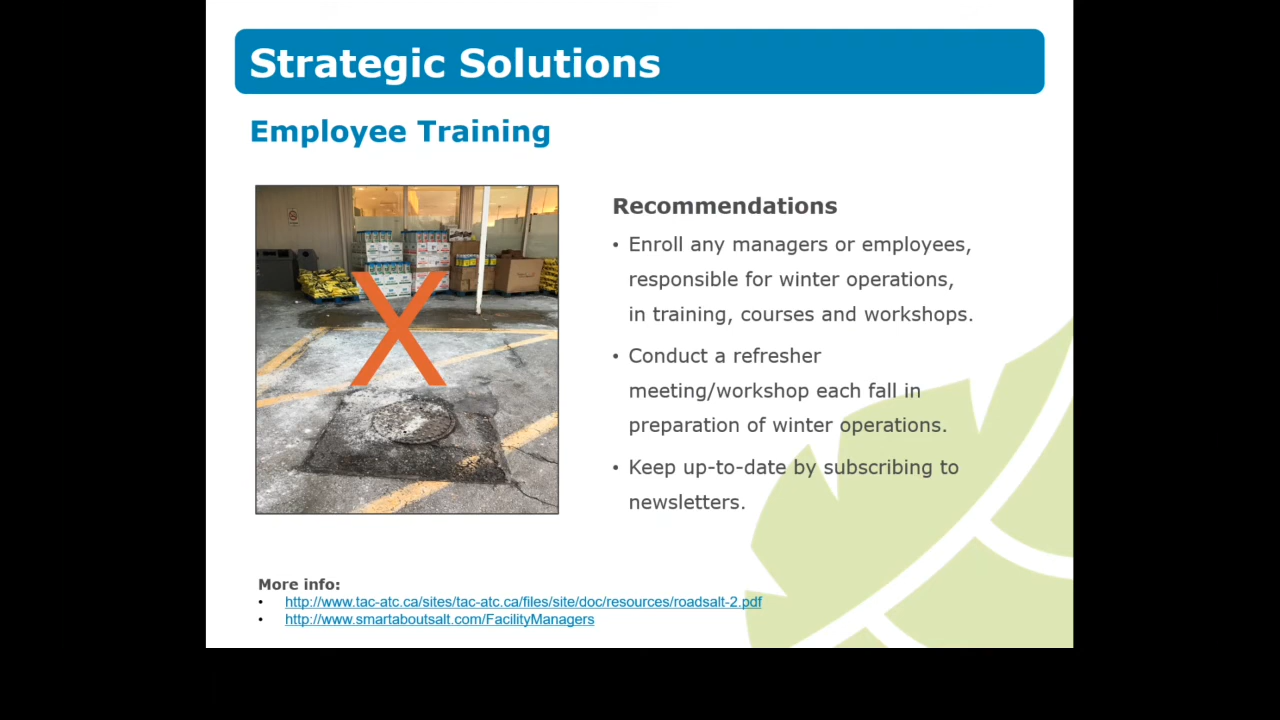 Strategic Solutions
Employee Training
X
Recommendations
• Enroll any managers or employees,
responsible for winter operations,
in training, courses and workshops.
• Conduct a refresher
meeting/workshop each fall in
preparation of winter operations.
• Keep up-to-date by subscribing to
newsletters.
More info:
• http://www.tac-atc.ca/sites/tac-atc.ca/files/site/doc/resources/roadsalt-2.pdf
• http://www.smartaboutsalt.com/FacilityManagers